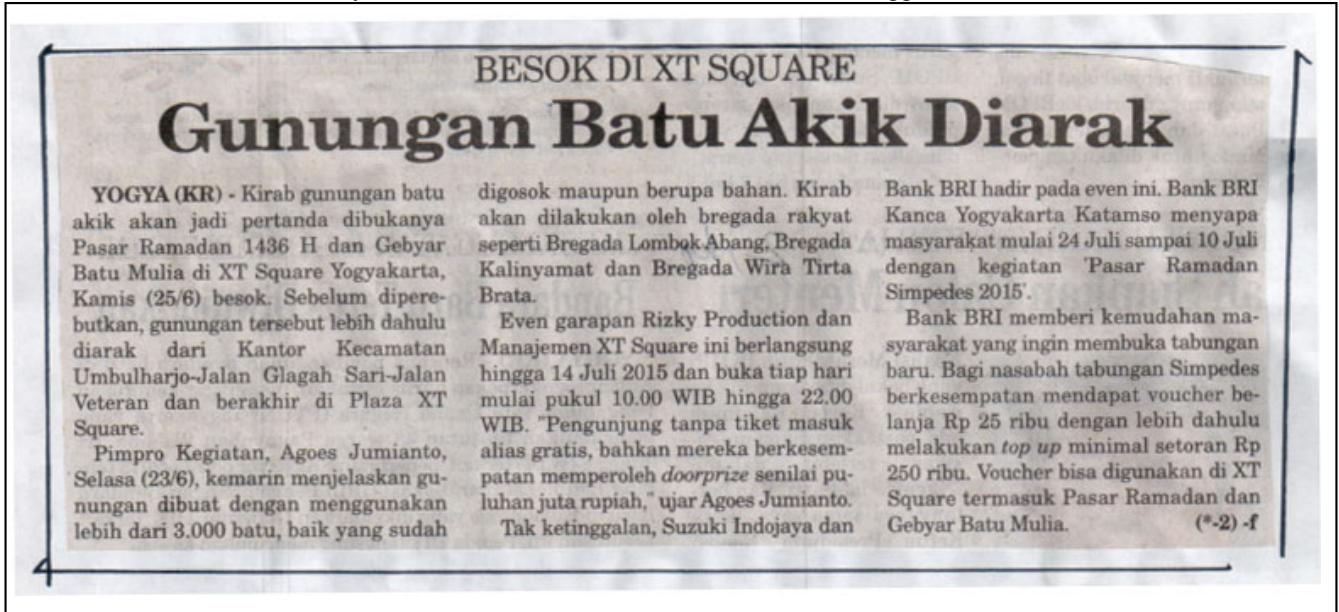 BESOK DI XT SQUARE
Gunungan Batu Akik Diarak
YOGYA (KR) - Kirab gunungan batu
akik akan jadi pertanda dibukanya
Pasar Ramadan 1436 H dan Gebyar
Batu Mulia di XT Square Yogyakarta,
Kamis (25/6) besok. Sebelum dipere-
butkan, gunungan tersebut lebih dahulu
diarak dari Kantor Kecamatan
Umbulharjo-Jalan Glagah Sari-Jalan
Veteran dan berakhir di Plaza XT
Square.
Pimpro Kegiatan, Agoes Jumianto,
Selasa (23/6), kemarin menjelaskan gu-
nungan dibuat dengan menggunakan
lebih dari 3.000 batu, baik yang sudah
digosok maupun berupa bahan. Kirab
akan dilakukan oleh bregada rakyat
seperti Bregada Lombok Abang, Bregada
Kalinyamat dan Bregada Wira Tirta
Brata.
Even garapan Rizky Production dan
Manajemen XT Square ini berlangsung
hingga 14 Juli 2015 dan buka tiap hari
mulai pukul 10.00 WIB hingga 22.00
WIB. "Pengunjung tanpa tiket masuk
alias gratis, bahkan mereka berkesem-
patan memperoleh doorprize senilai pu-
luhan juta rupiah," ujar Agoes Jumianto.
Tak ketinggalan, Suzuki Indojaya dan
Bank BRI hadir pada even ini. Bank BRI
Kanca Yogyakarta Katamso menyapa
masyarakat mulai 24 Juli sampai 10 Juli
dengan kegiatan 'Pasar Ramadan
Simpedes 2015'.
Bank BRI memberi kemudahan ma-
syarakat yang ingin membuka tabungan
baru. Bagi nasabah tabungan Simpedes
berkesempatan mendapat voucher be-
lanja Rp 25 ribu dengan lebih dahulu
melakukan top up minimal setoran Rp
250 ribu. Voucher bisa digunakan di XT
Square termasuk Pasar Ramadan dan
Gebyar Batu Mulia. (*-2) -f